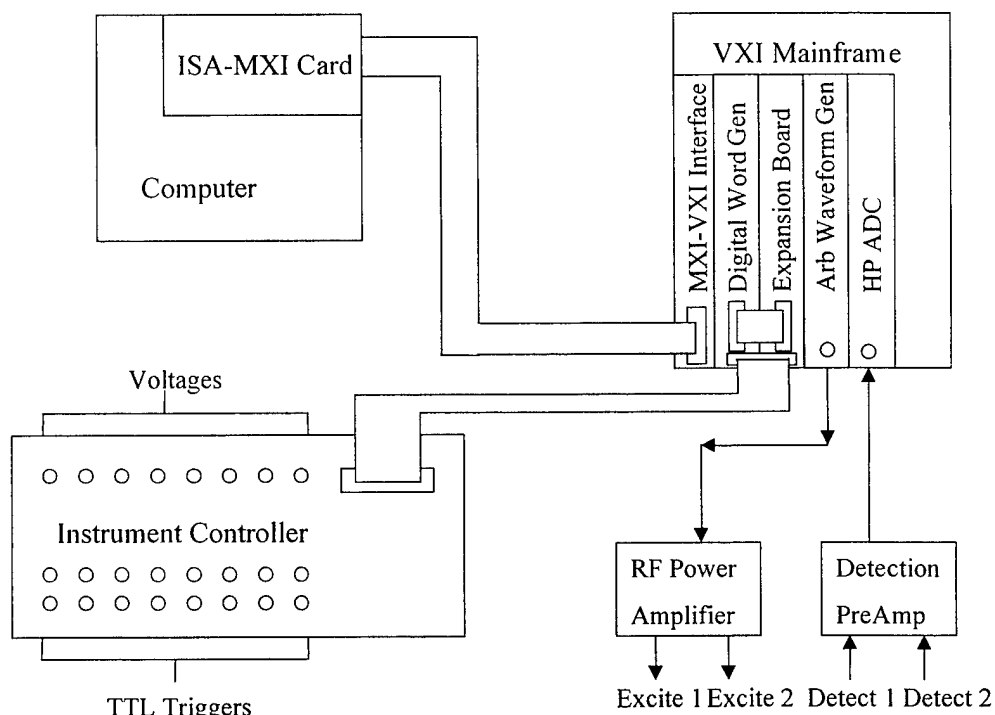 ISA-MXI Card
Computer
VXI Mainframe
MXI-VXI Interface
Digital Word Gen
Expansion Board
Arb Waveform Gen
HP ADC
Voltages
Instrument Controller
TTL Triggers
RF Power
Amplifier
Excite 1 Excite 2
Detection
PreAmp
Detect 1 Detect 2